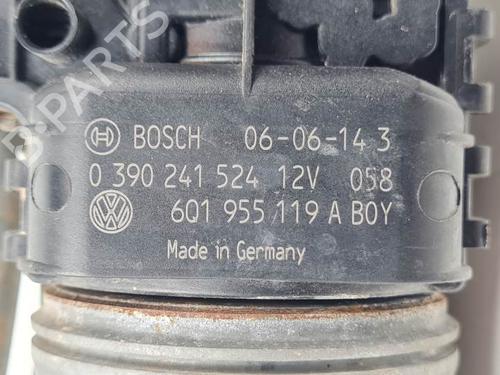 B-PARTS
BOSCH 06-06-14 3
0 390 241 524 12V 058
6Q1 955 119 A BOY
Made in Germany